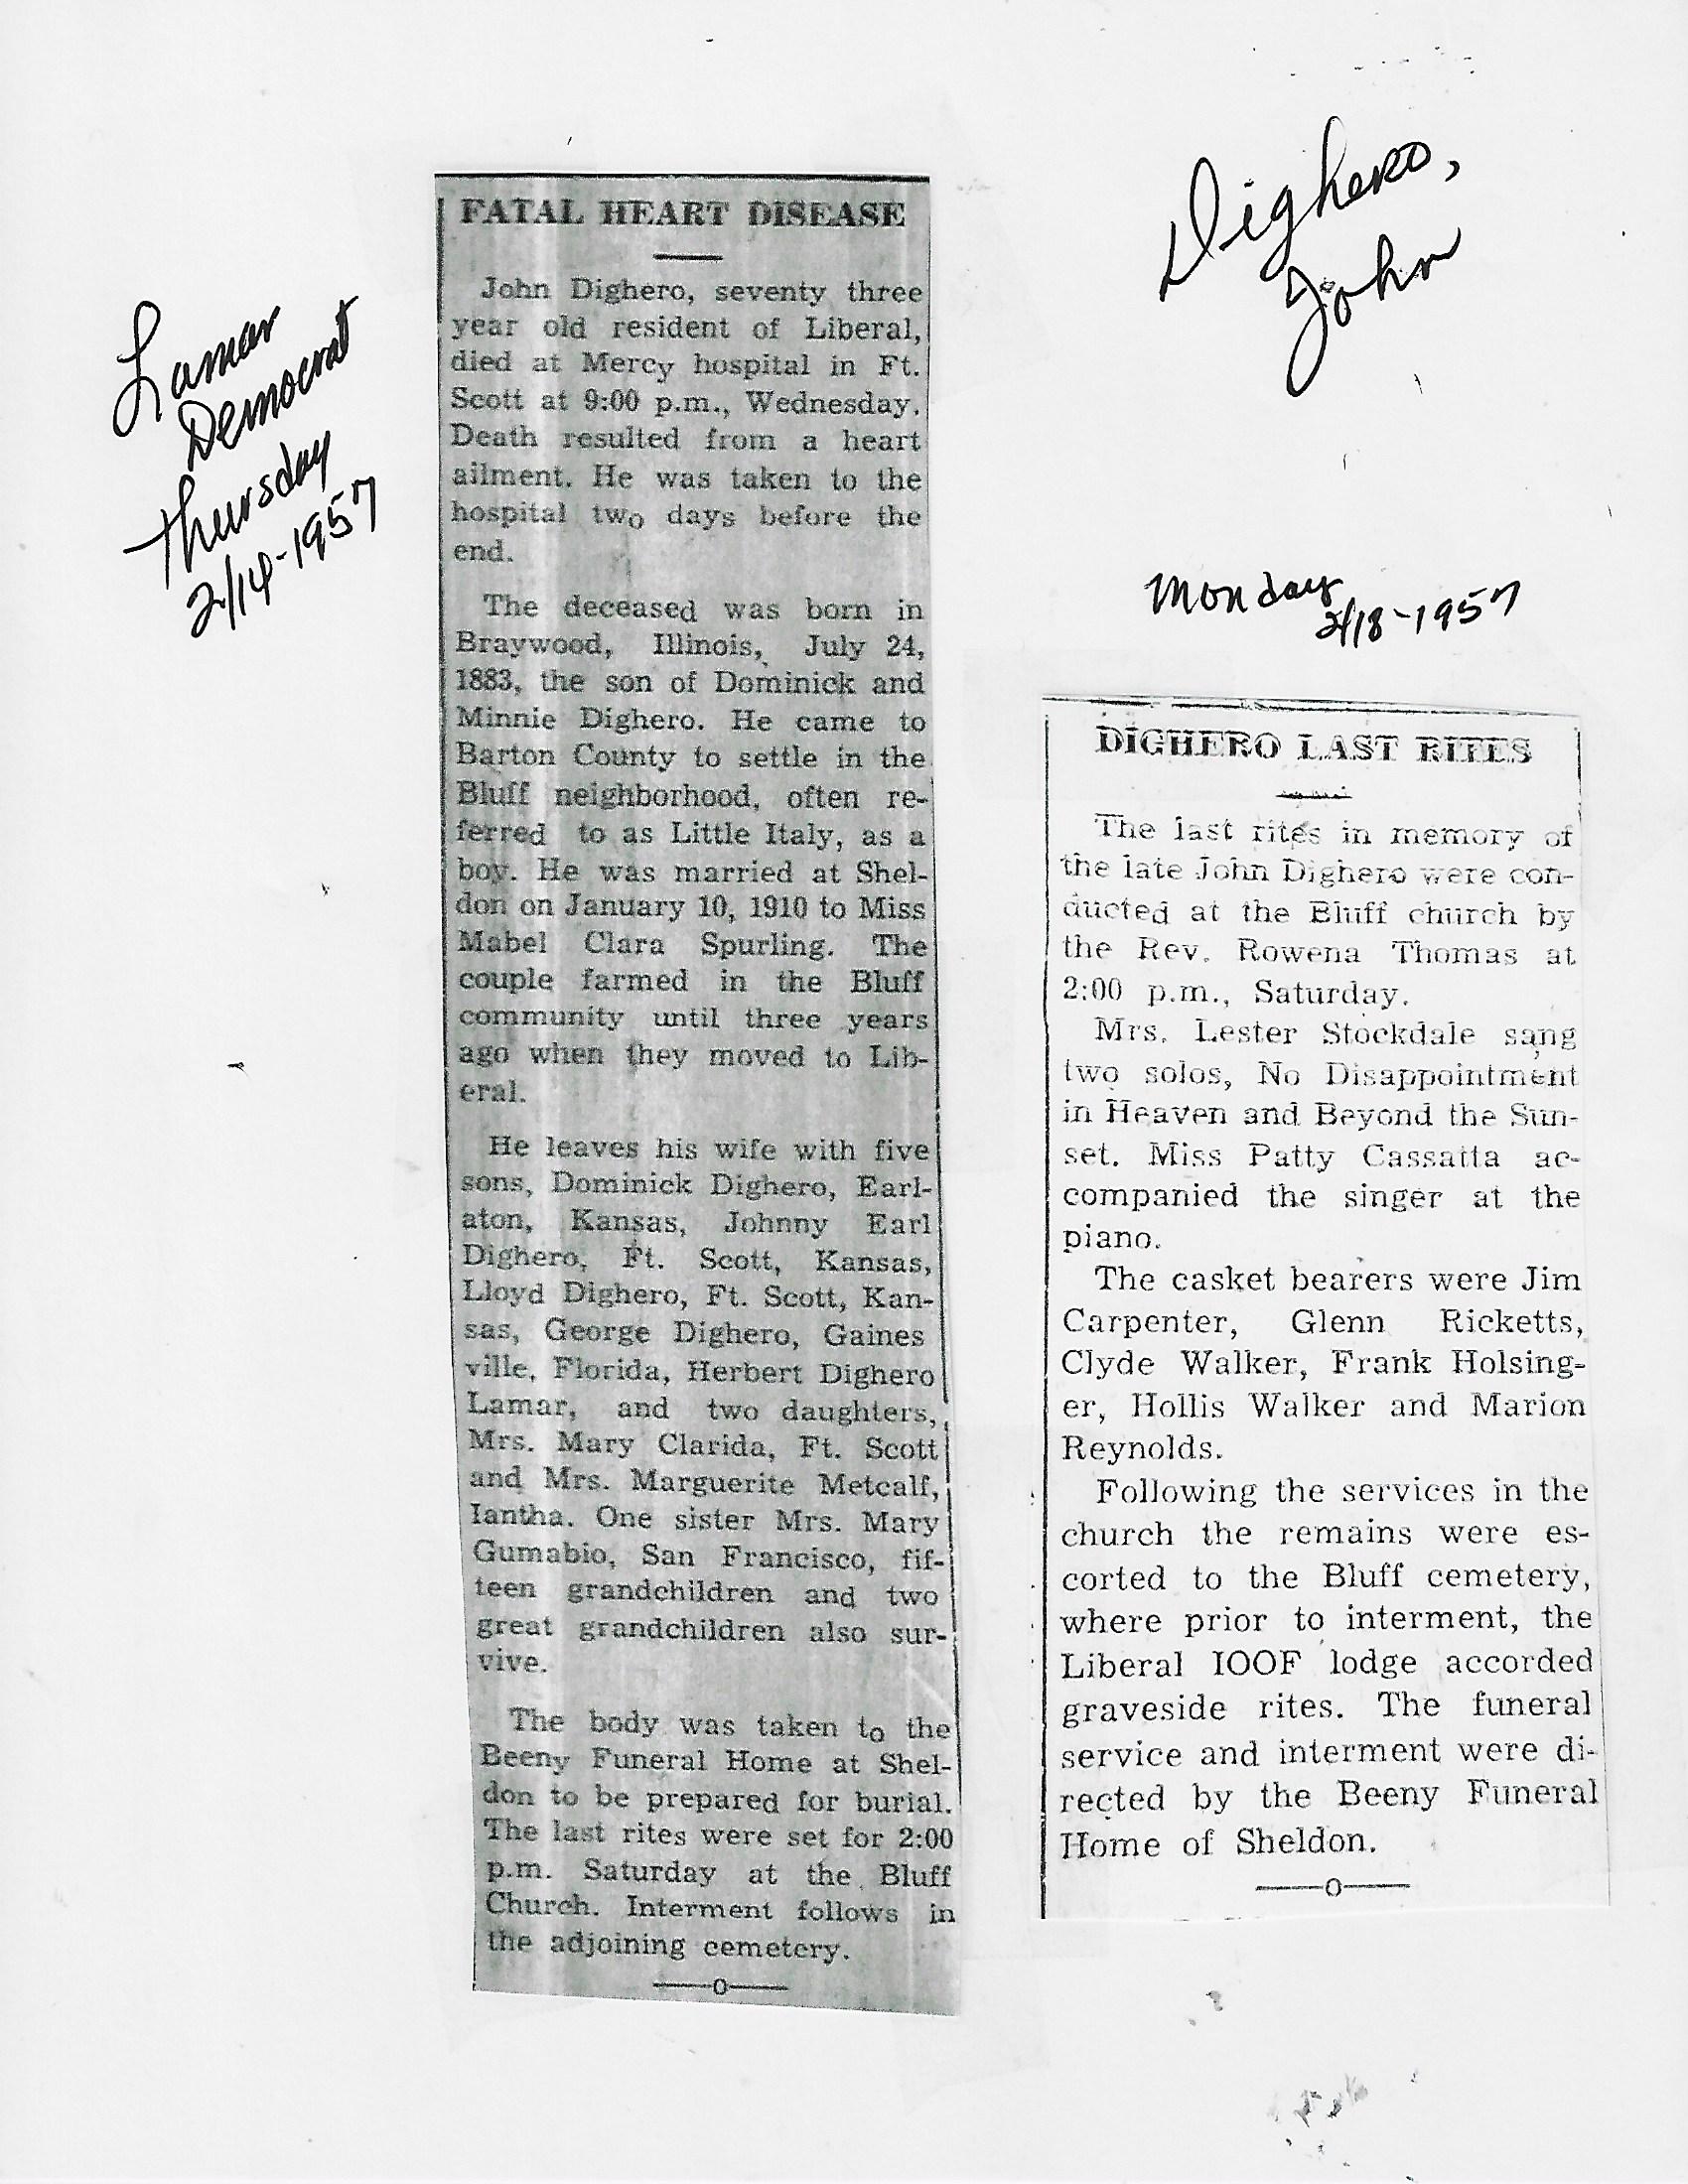 Lamar
Democrat
Thursday
2/14-1957
FATAL HEART DISEASE
John Dighero, seventy three
year old resident of Liberal,
died at Mercy hospital in Ft.
Scott at 9:00 p.m., Wednesday.
Death resulted from a heart
ailment. He was taken to the
hospital two days before the
end.
The deceased was born in
Braywood, Illinois, July 24,
1883, the son of Dominick and
Minnie Dighero. He came to
Barton County to settle in the
Bluff neighborhood, often re-
ferred to as Little Italy, as a
boy. He was married at Shel-
don on January 10, 1910 to Miss
Mabel Clara Spurling. The
couple farmed in the Bluff
community until three years
ago when they moved to Lib-
eral.
He leaves his wife with five
sons, Dominick Dighero, Earl-
aton, Kansas, Johnny Earl
Dighero, Ft. Scott, Kansas,
Lloyd Dighero, Ft. Scott, Kan-
sas, George Dighero, Gaines
ville, Florida, Herbert Dighero
Lamar, and two daughters,
Mrs. Mary Clarida, Ft. Scott
and Mrs. Marguerite Metcalf,
Iantha. One sister Mrs. Mary
Gumabio, San Francisco, fif-
teen grandchildren and two
great grandchildren also sur-
vive.
The body was taken to the
Beeny Funeral Home at Shel-
don to be prepared for burial.
The last rites were set for 2:00
p.m. Saturday at the Bluff
Church. Interment follows in
the adjoining cemetery.
—o—
Dighero,
John
Monday
2/18-1957
DIGHERO LAST RITES
The last rites in memory of
the late John Dighero were con-
ducted at the Bluff church by
the Rev. Rowena Thomas at
2:00 p.m., Saturday.
Mrs. Lester Stockdale sang
two solos, No Disappointment
in Heaven and Beyond the Sun-
set. Miss Patty Cassatta ac-
companied the singer at the
piano.
The casket bearers were Jim
Carpenter, Glenn Ricketts,
Clyde Walker, Frank Holsing-
er, Hollis Walker and Marion
Reynolds.
Following the services in the
church the remains were es-
corted to the Bluff cemetery,
where prior to interment, the
Liberal IOOF lodge accorded
graveside rites. The funeral
service and interment were di-
rected by the Beeny Funeral
Home of Sheldon.
—o—